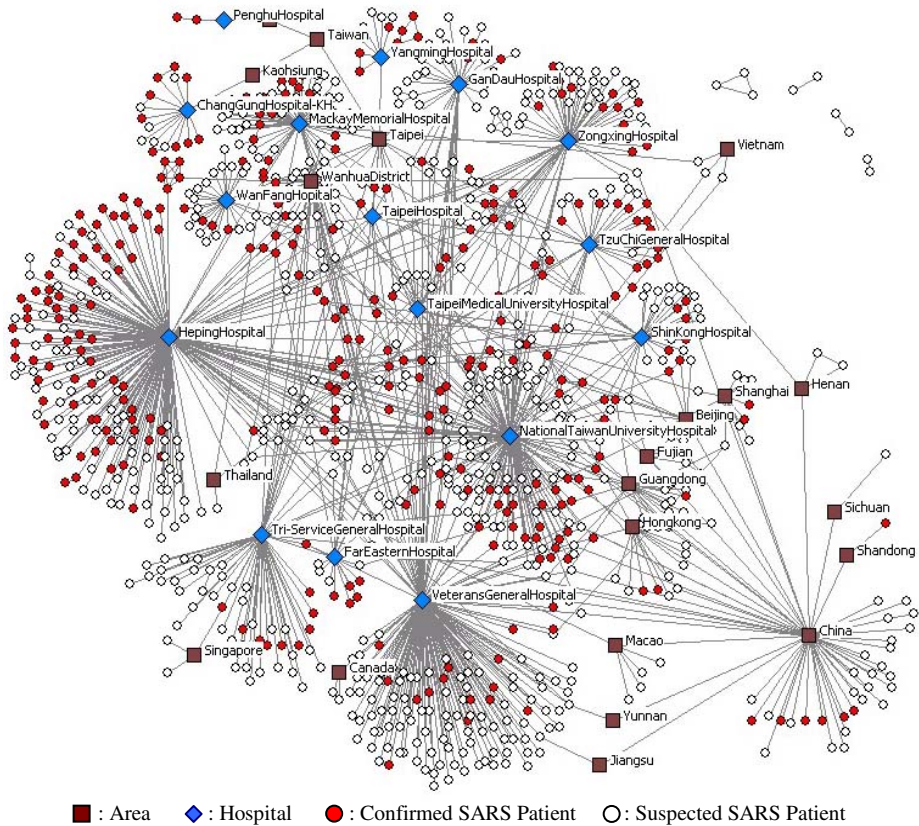 PenghuHospital
Taiwan
YangmingHospital
Kaohsiung
GanDauHospital
ChangGungHospital-KH
MackayMemorialHospital
Taipei
ZongxingHospital
Vietnam
WanhuaDistrict
WanFangHopital
TaipeiHospital
TzuChiGeneralHospital
TaipeiMedicalUniversityHospital
HepingHospital
ShinKongHospital
Shanghai
Henan
Beijing
NationalTaiwanUniversityHospital
Fujian
Thailand
Guangdong
Sichuan
Hongkong
Tri-ServiceGeneralHospital
FarEasternHospital
Shandong
VeteransGeneralHospital
China
Singapore
Macao
Canada
Yunnan
Jiangsu
: Area : Hospital : Confirmed SARS Patient : Suspected SARS Patient